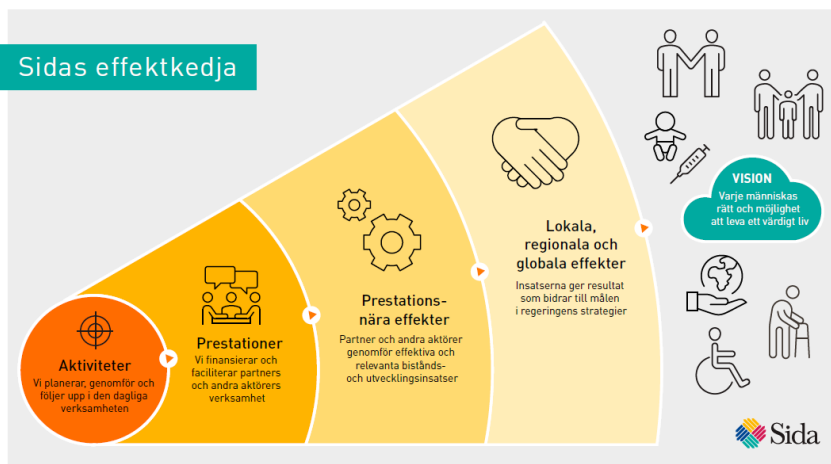 Sidas effektkedja
Aktiviteter
Vi planerar, genomför och
följer upp i den dagliga
verksamheten
Prestationer
Vi finansierar och
faciliterar partners
och andra aktörers
verksamhet
Prestations-
nära effekter
Partner och andra aktörer
genomför effektiva och
relevanta bistånds-
och utvecklingsinsatser
Lokala,
regionala och
globala effekter
Insatserna ger resultat
som bidrar till målen
i regeringens strategier
VISION
Varje människas
rätt och möjlighet
att leva ett värdigt liv
Sida